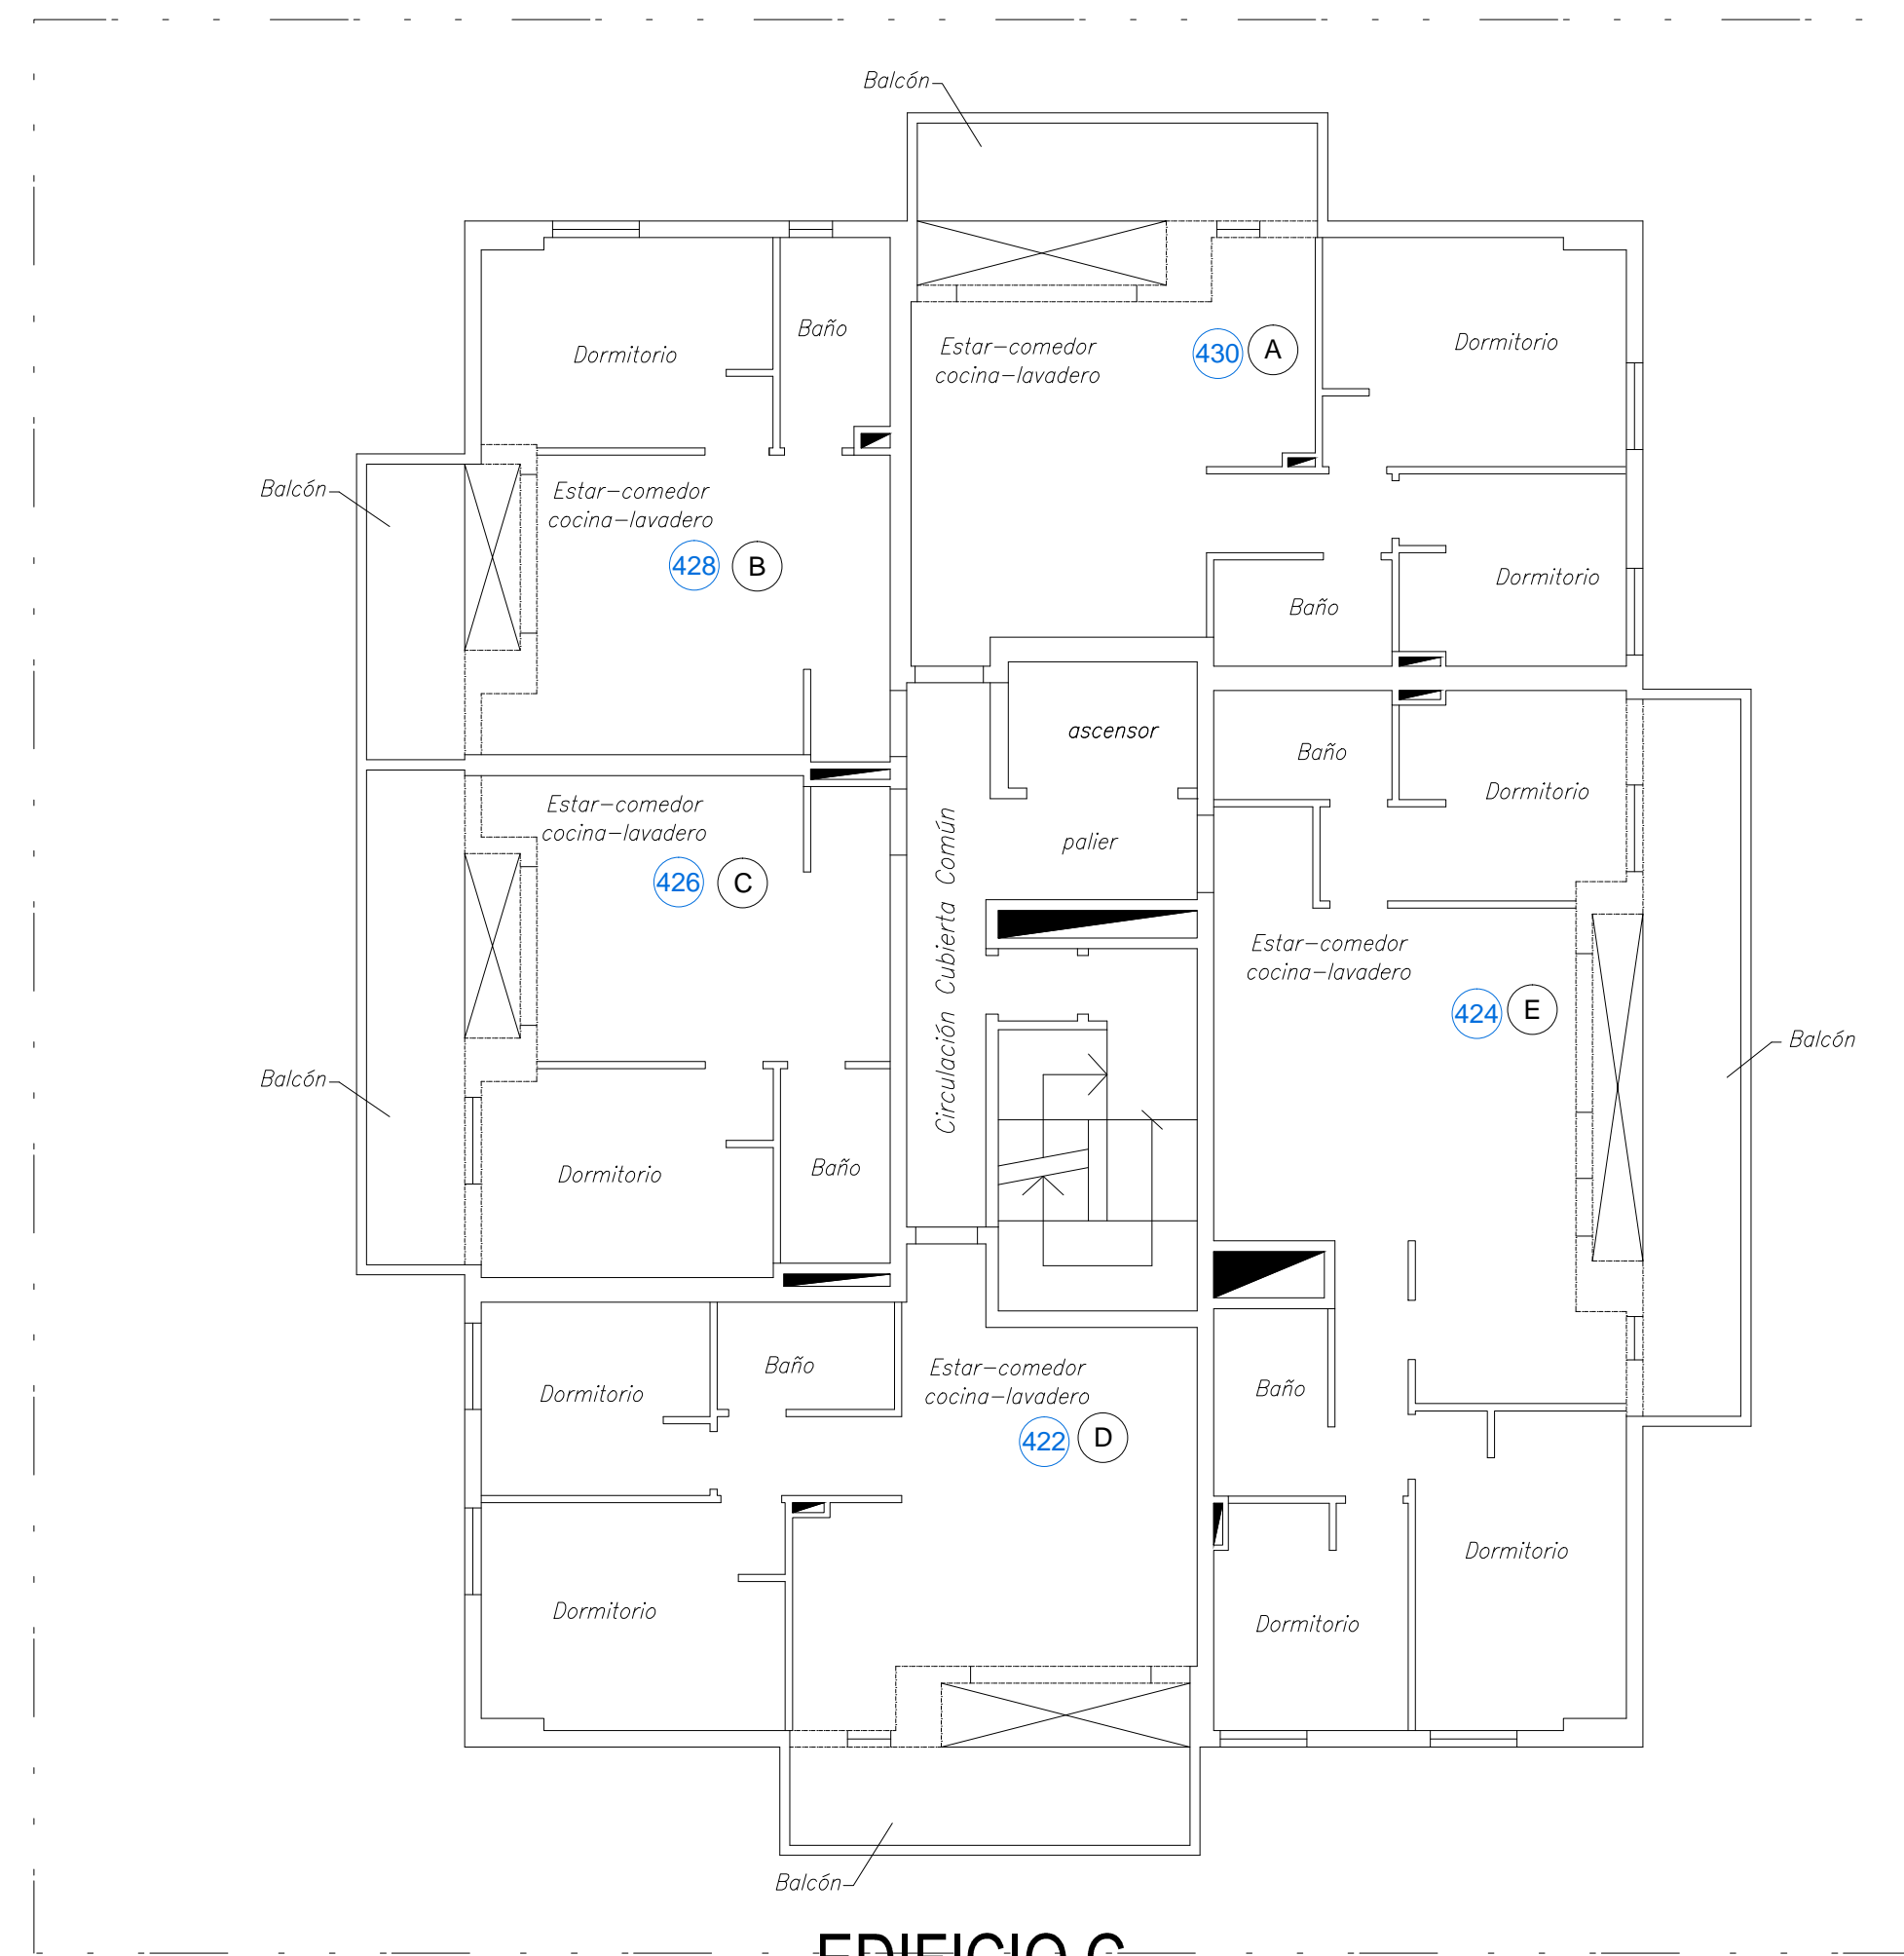 Balcón
Baño
Dormitorio
Estar-comedor
cocina-lavadero
430 A
Dormitorio
Balcón
Estar-comedor
cocina-lavadero
428 B
Dormitorio
Baño
ascensor
Baño
Dormitorio
Estar-comedor
cocina-lavadero
426 C
palier
Circulación Cubierta Común
Estar-comedor
cocina-lavadero
424 E
Balcón
Balcón
Dormitorio
Baño
Dormitorio
Baño
Estar-comedor
cocina-lavadero
422 D
Baño
Dormitorio
Dormitorio
Dormitorio
Balcón
EDIFICIO C